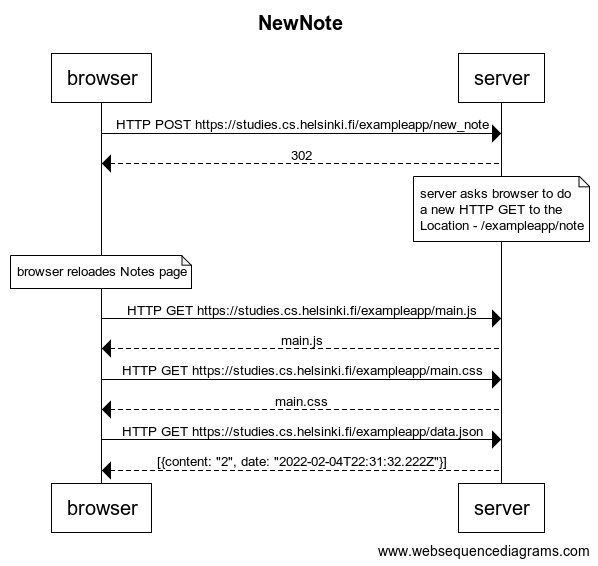 NewNote
browser
server
HTTP POST https://studies.cs.helsinki.fi/exampleapp/new_note
302
server asks browser to do
a new HTTP GET to the
Location - /exampleapp/note
browser reloades Notes page
HTTP GET https://studies.cs.helsinki.fi/exampleapp/main.js
main.js
HTTP GET https://studies.cs.helsinki.fi/exampleapp/main.css
main.css
HTTP GET https://studies.cs.helsinki.fi/exampleapp/data.json
[{content: "2", date: "2022-02-04T22:31:32.222Z"}]
browser
server
www.websequencediagrams.com